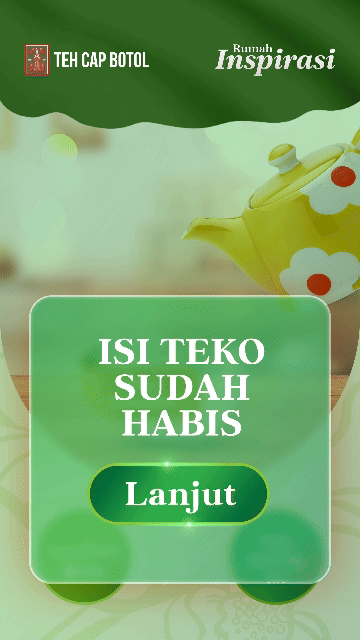 TEH CAP BOTOL
Rumah
Inspirasi
ISI TEKO
SUDAH
HABIS
Lanjut